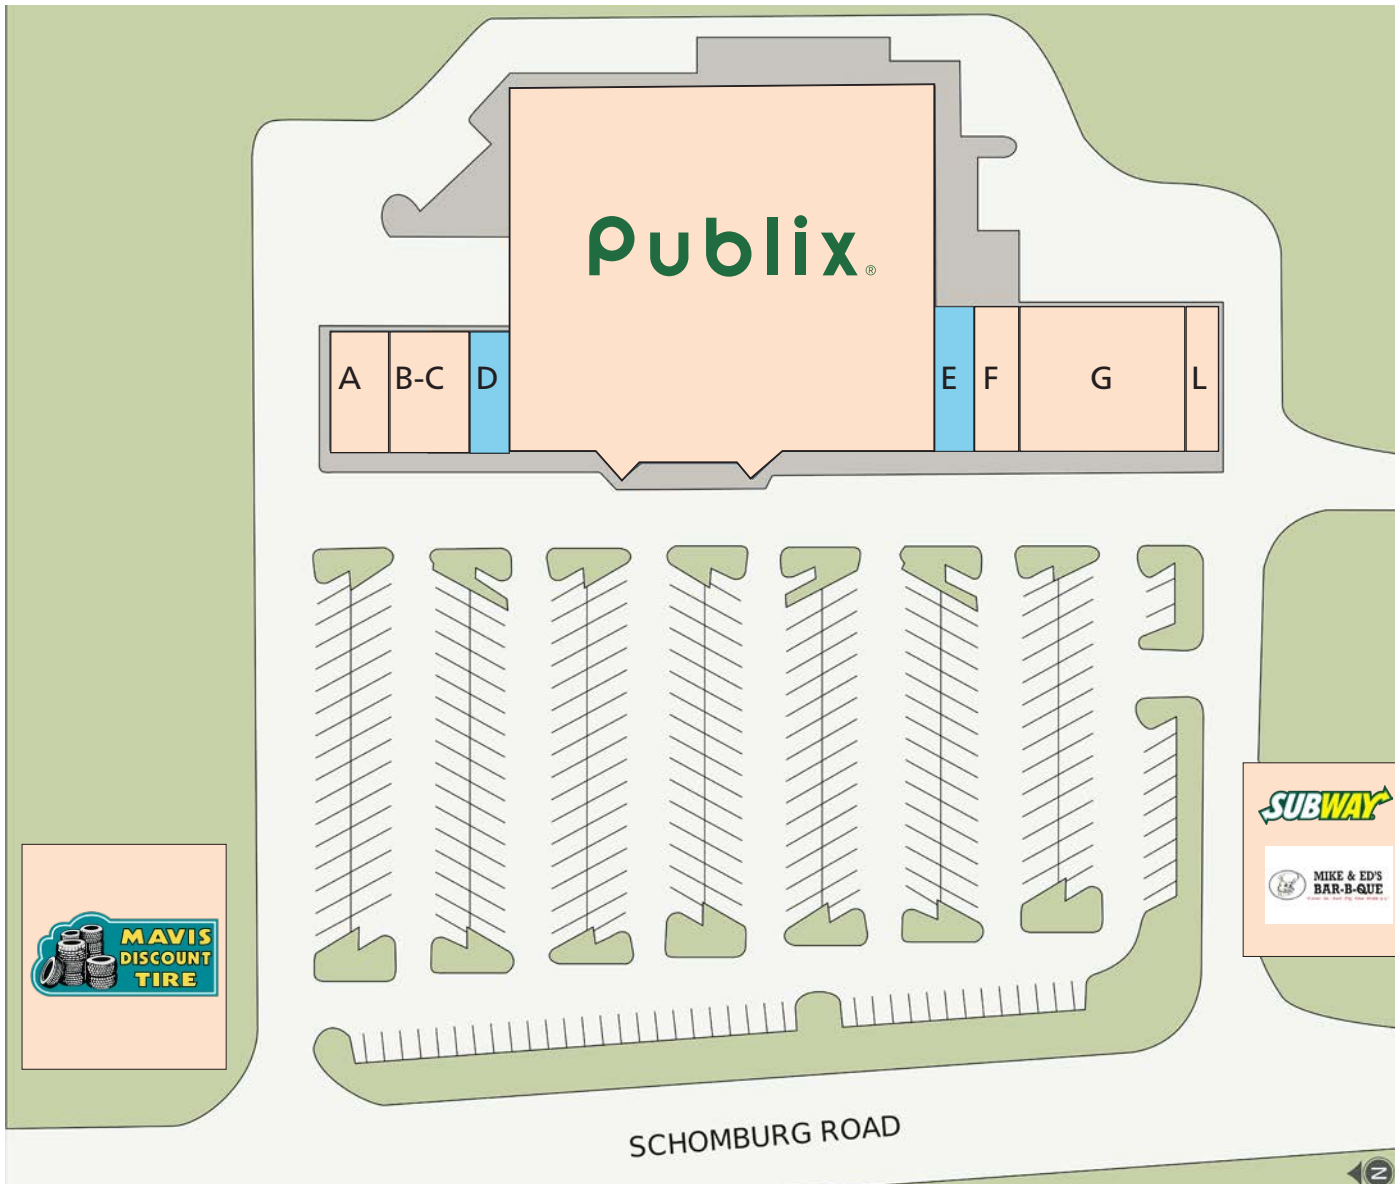 Publix®
A B-C D E F G L
SUBWAY
MIKE & ED'S
BAR-B-QUE
MAVIS
DISCOUNT
TIRE
SCHOMBURG ROAD
N